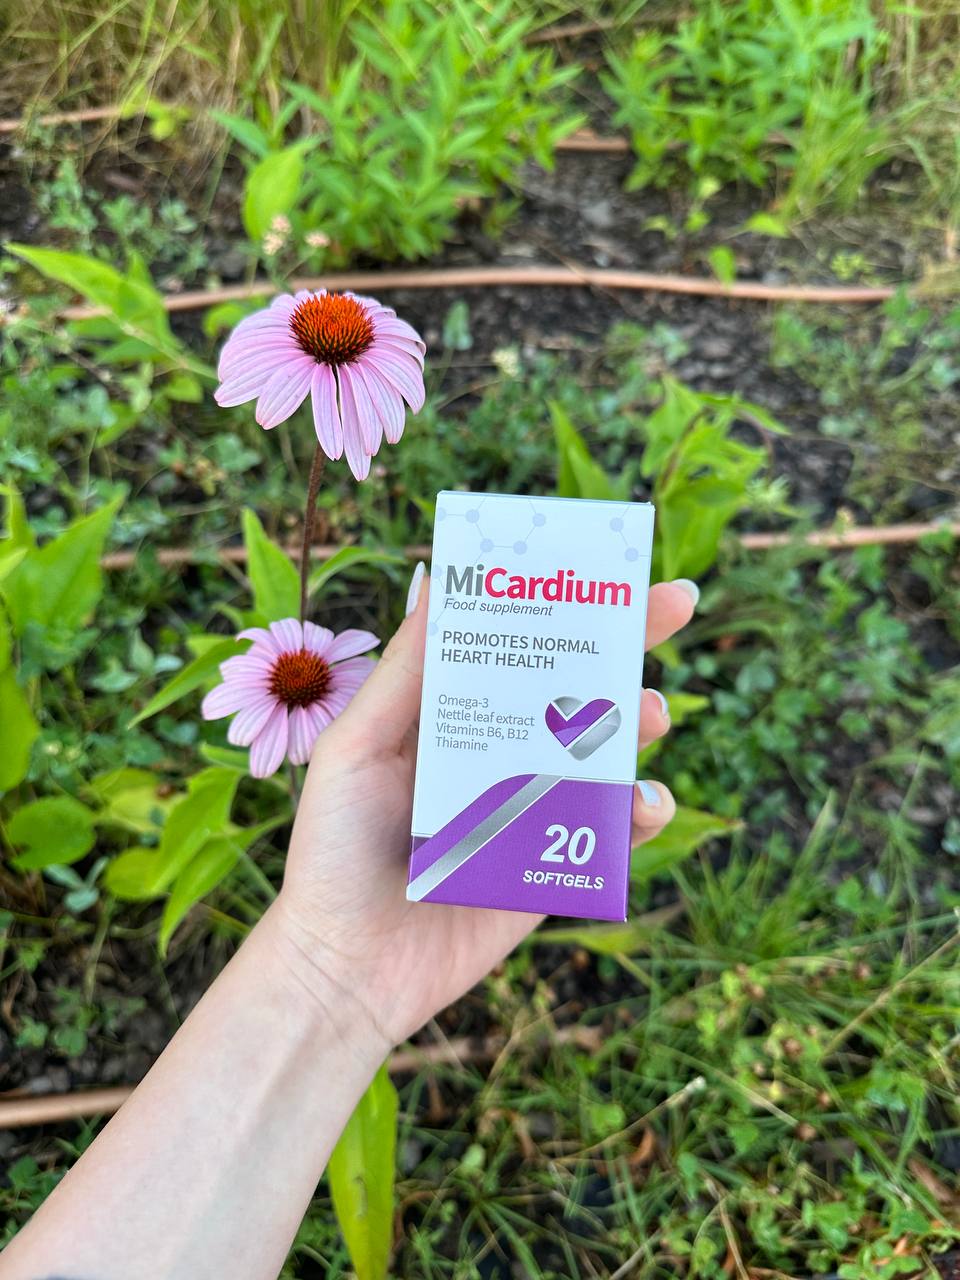 MiCardium
Food supplement
PROMOTES NORMAL
HEART HEALTH
Omega-3
Nettle leaf extract
Vitamins B6, B12
Thiamine
20
SOFTGELS